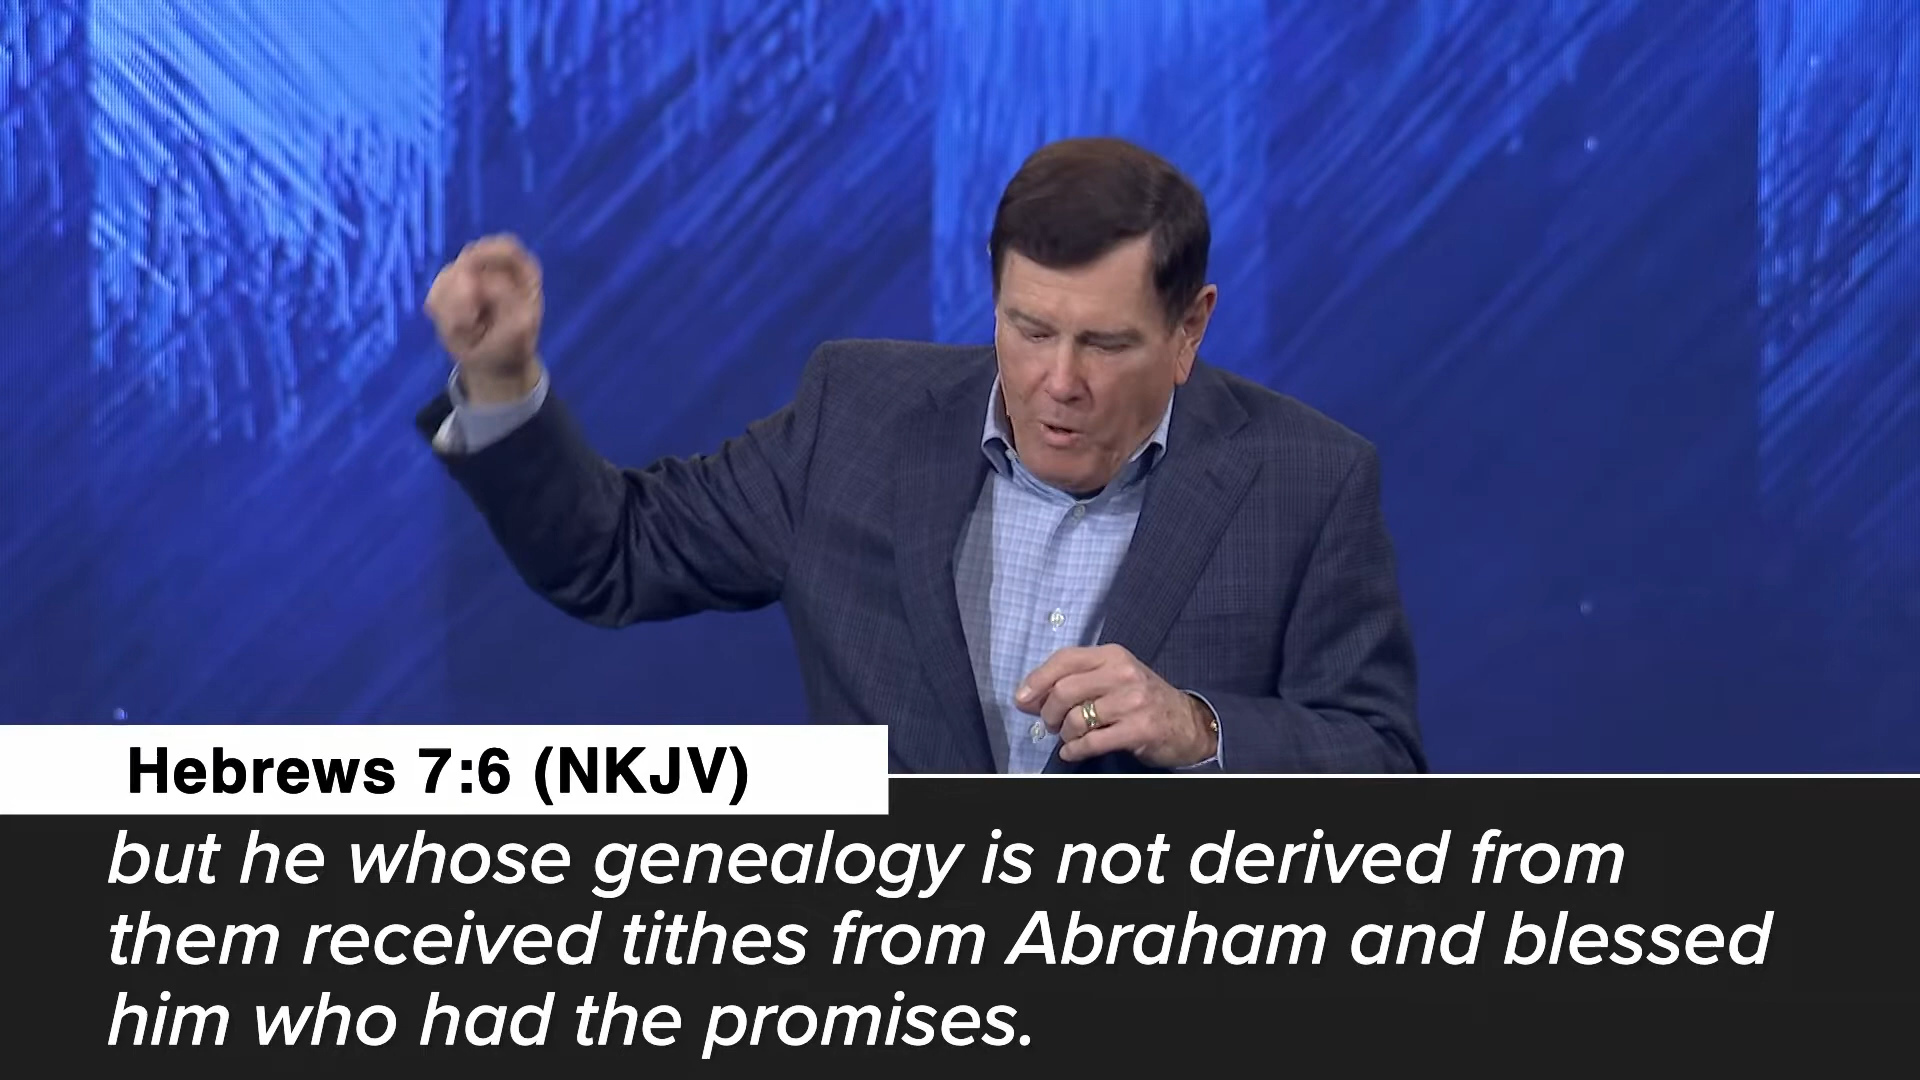 Hebrews 7:6 (NKJV)
but he whose genealogy is not derived from
them received tithes from Abraham and blessed
him who had the promises.